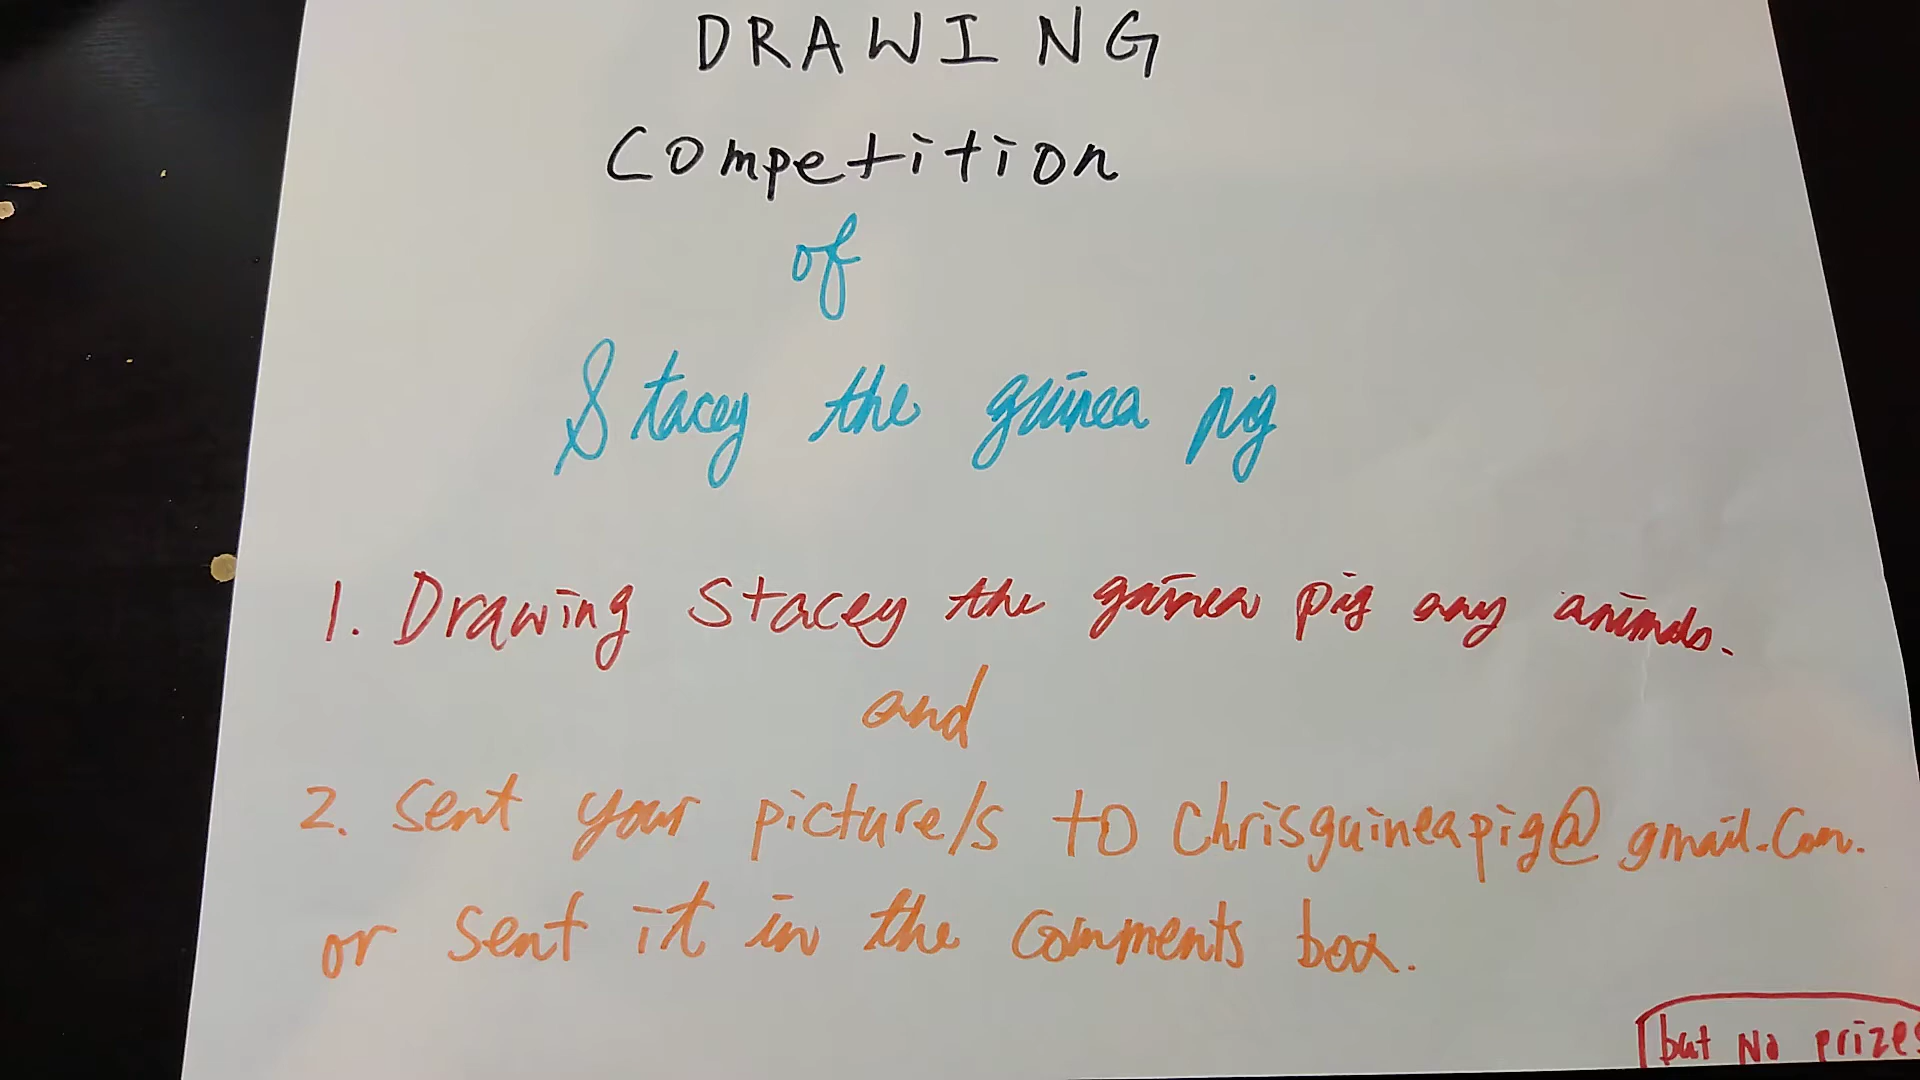 DRAWING
Competition
of
Stacey the guinea pig
1. Drawing Stacey the guinea pig any animals.
and
2. Sent your picture/s to Chrisguineapig@gmail.Com.
or sent it in the comments box.
but No prizes